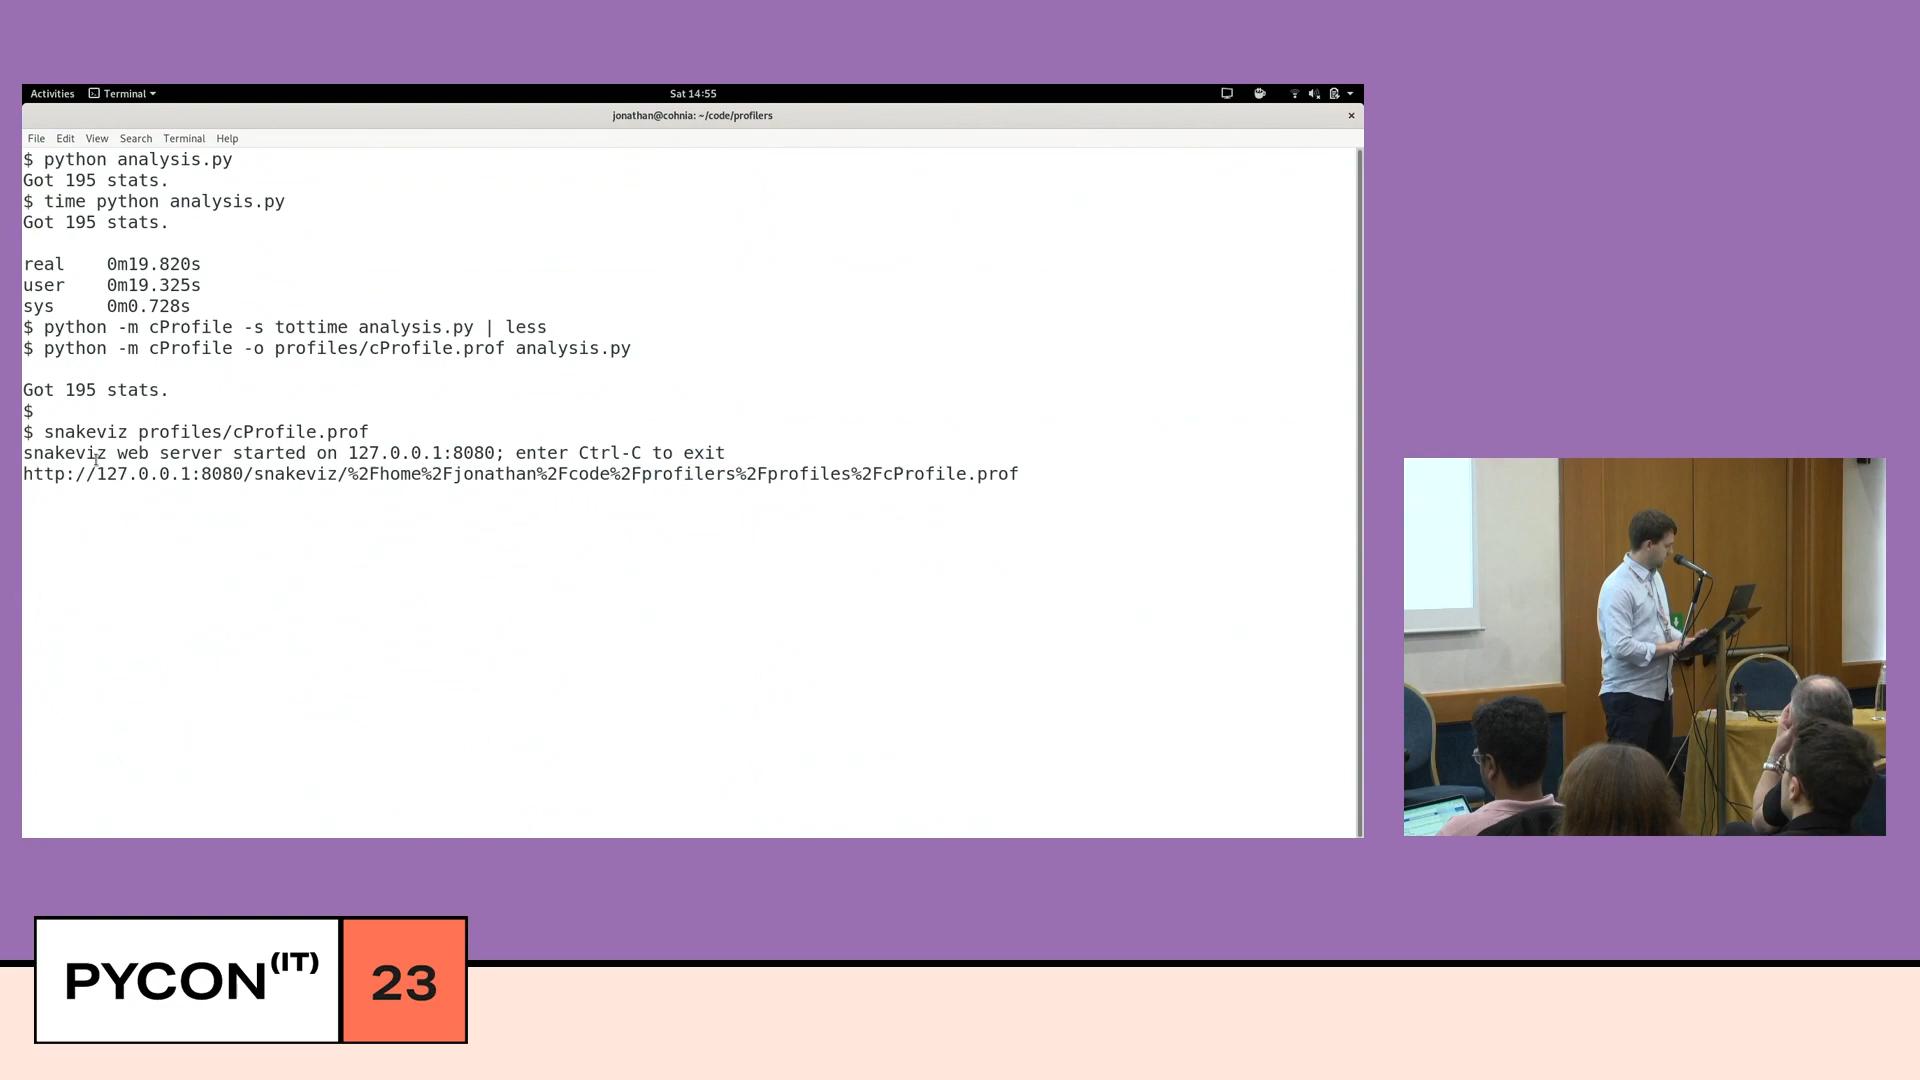 Activities Terminal Sat 14:55
jonathan@cohnia: ~/code/profilers
File Edit View Search Terminal Help
$ python analysis.py
Got 195 stats.
$ time python analysis.py
Got 195 stats.
real 0m19.820s
user 0m19.325s
sys 0m0.728s
$ python -m cProfile -s tottime analysis.py | less
$ python -m cProfile -o profiles/cProfile.prof analysis.py
Got 195 stats.
$
$ snakeviz profiles/cProfile.prof
snakeviz web server started on 127.0.0.1:8080; enter Ctrl-C to exit
http://127.0.0.1:8080/snakeviz/%2Fhome%2Fjonathan%2Fcode%2Fprofilers%2Fprofiles%2FcProfile.prof
PYCON(IT) 23